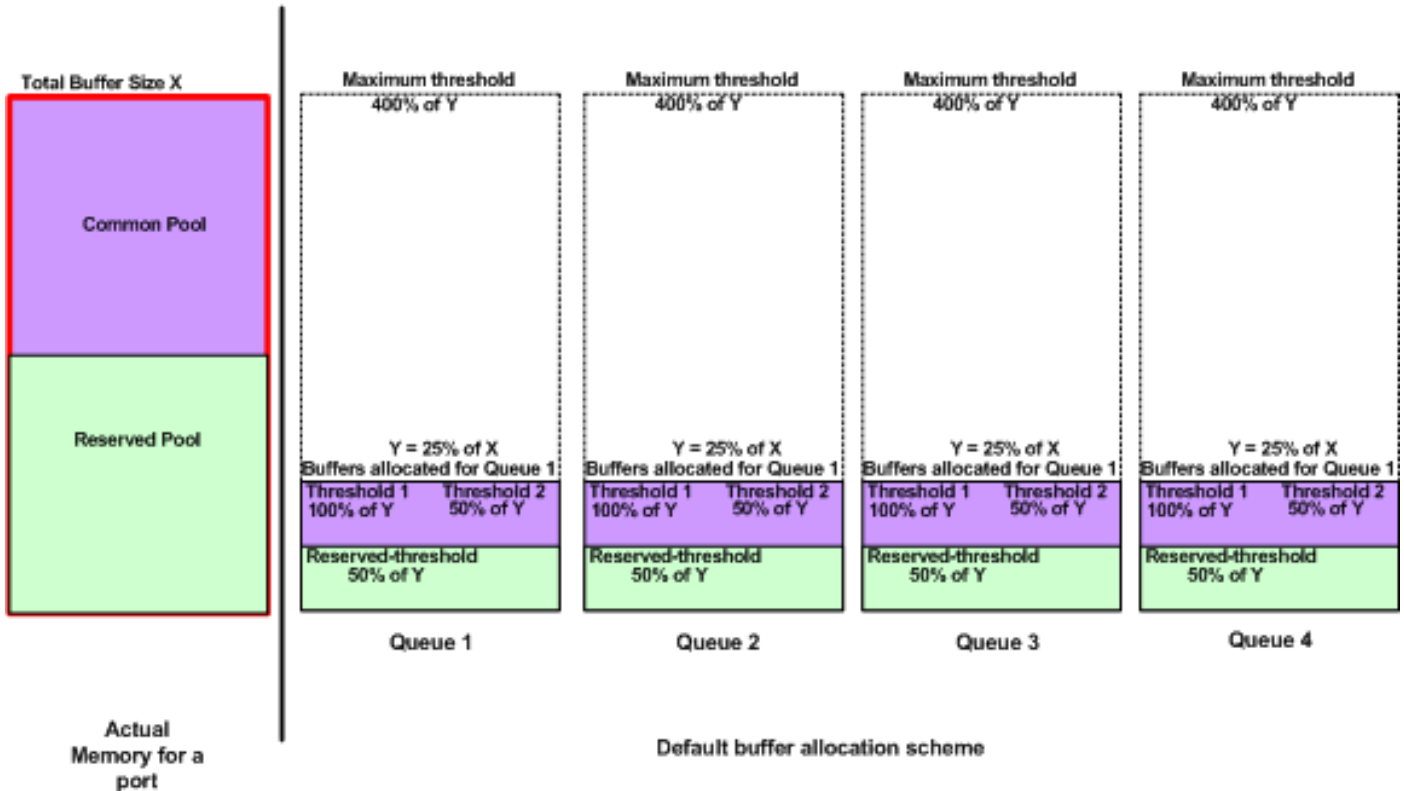 Total Buffer Size X
Common Pool
Reserved Pool
Actual
Memory for a
port
Maximum threshold
400% of Y
Y = 25% of X
Buffers allocated for Queue 1
Threshold 1 Threshold 2
100% of Y 50% of Y
Reserved-threshold
50% of Y
Queue 1
Maximum threshold
400% of Y
Y = 25% of X
Buffers allocated for Queue 1
Threshold 1 Threshold 2
100% of Y 50% of Y
Reserved-threshold
50% of Y
Queue 2
Maximum threshold
400% of Y
Y = 25% of X
Buffers allocated for Queue 1
Threshold 1 Threshold 2
100% of Y 50% of Y
Reserved-threshold
50% of Y
Queue 3
Maximum threshold
400% of Y
Y = 25% of X
Buffers allocated for Queue 1
Threshold 1 Threshold 2
100% of Y 50% of Y
Reserved-threshold
50% of Y
Queue 4
Default buffer allocation scheme